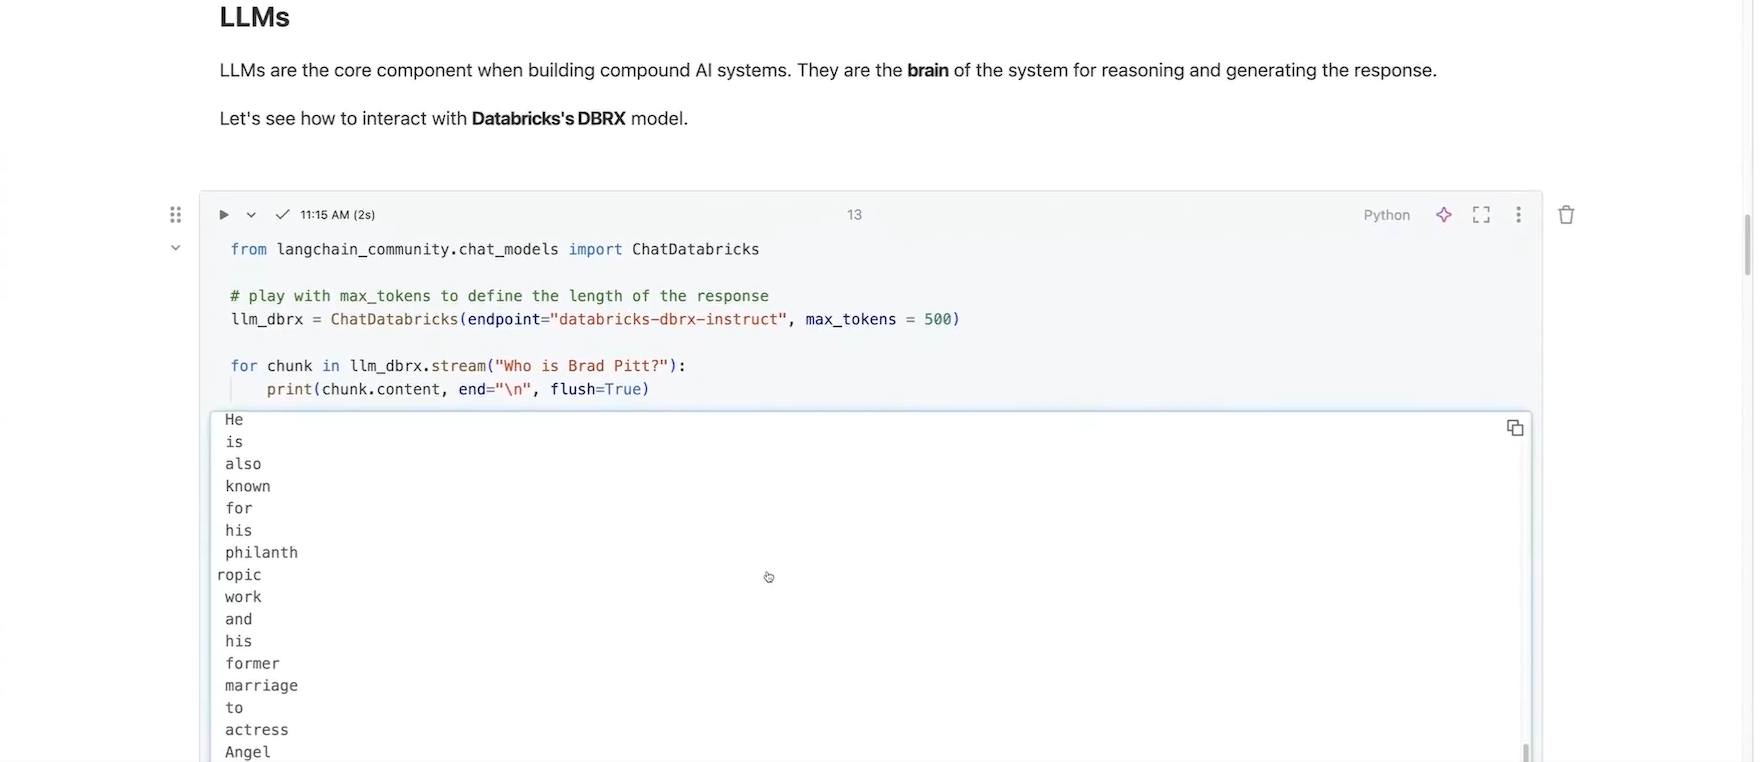 LLMs
LLMs are the core component when building compound AI systems. They are the brain of the system for reasoning and generating the response.
Let's see how to interact with Databricks's DBRX model.
11:15 AM (2s)
13
Python
from langchain_community.chat_models import ChatDatabricks
# play with max_tokens to define the length of the response
llm_dbrx = ChatDatabricks(endpoint="databricks-dbrx-instruct", max_tokens = 500)
for chunk in llm_dbrx.stream("Who is Brad Pitt?"):
    print(chunk.content, end="\n", flush=True)
He
is
also
known
for
his
philanth
ropic
work
and
his
former
marriage
to
actress
Angel